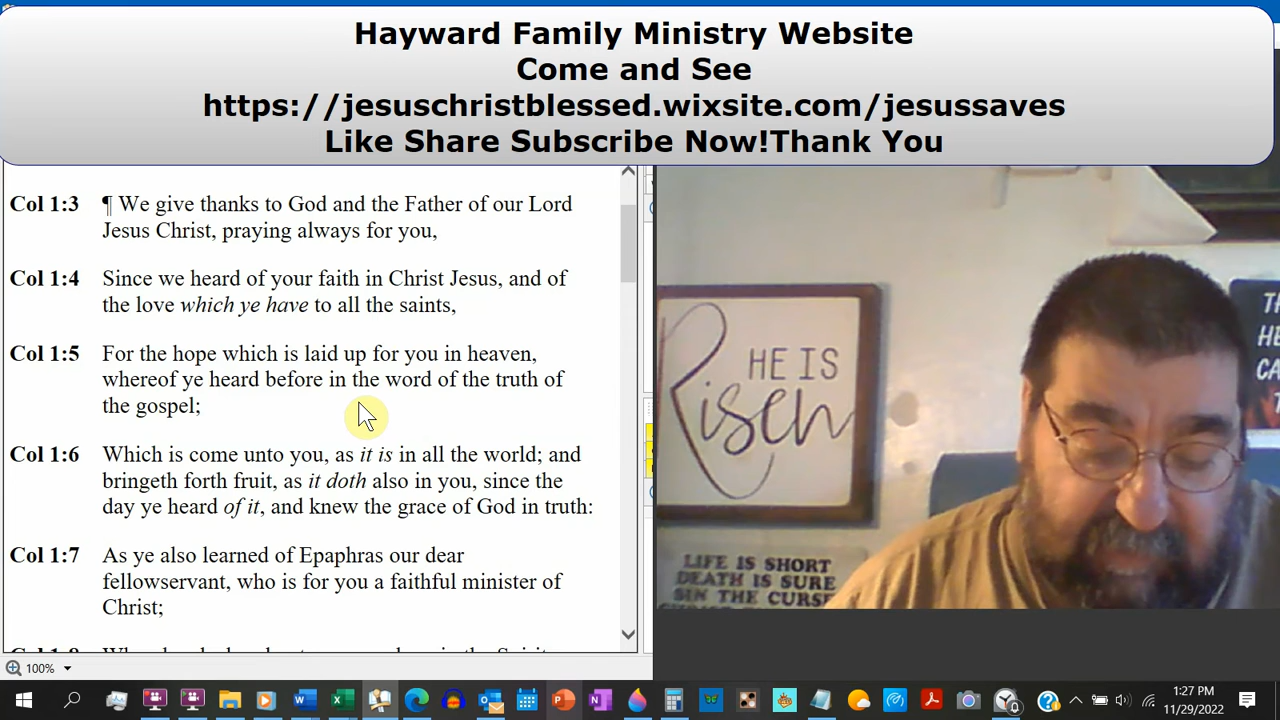 Hayward Family Ministry Website
Come and See
https://jesuschristblessed.wixsite.com/jesussaves
Like Share Subscribe Now!Thank You
Col 1:3 ¶ We give thanks to God and the Father of our Lord
Jesus Christ, praying always for you,
Col 1:4 Since we heard of your faith in Christ Jesus, and of
the love which ye have to all the saints,
Col 1:5 For the hope which is laid up for you in heaven,
whereof ye heard before in the word of the truth of
the gospel;
Col 1:6 Which is come unto you, as it is in all the world; and
bringeth forth fruit, as it doth also in you, since the
day ye heard of it, and knew the grace of God in truth:
Col 1:7 As ye also learned of Epaphras our dear
fellowservant, who is for you a faithful minister of
Christ;
HE IS
Risen
LIFE IS SHORT
DEATH IS SURE
SIN THE CURSE
100%
1:27 PM
11/29/2022